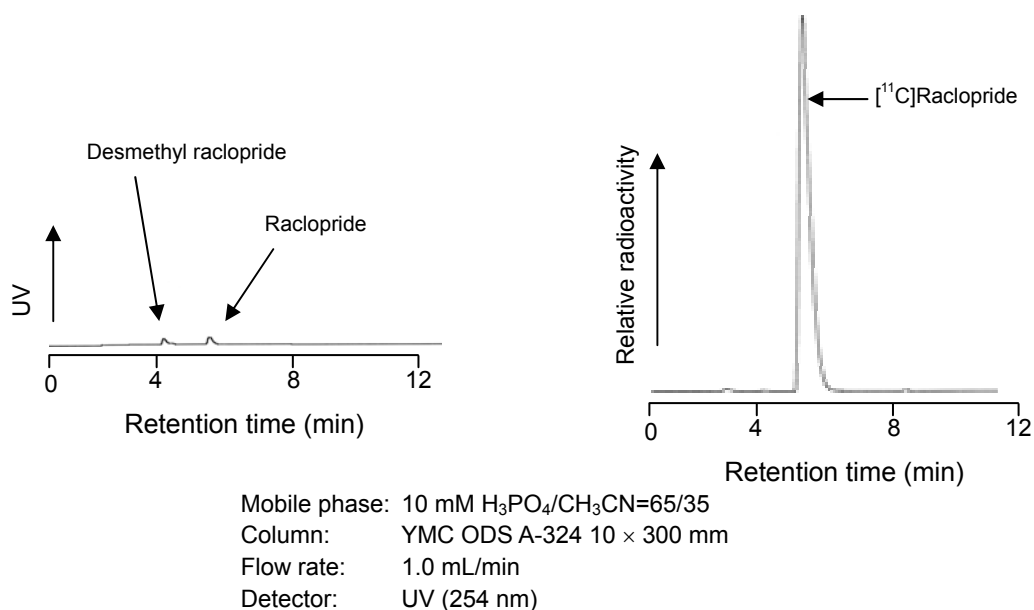 Desmethyl raclopride
Raclopride
UV
0 4 8 12
Retention time (min)
[¹¹C]Raclopride
Relative radioactivity
0 4 8 12
Retention time (min)
Mobile phase: 10 mM H₃PO₄/CH₃CN=65/35
Column: YMC ODS A-324 10 × 300 mm
Flow rate: 1.0 mL/min
Detector: UV (254 nm)